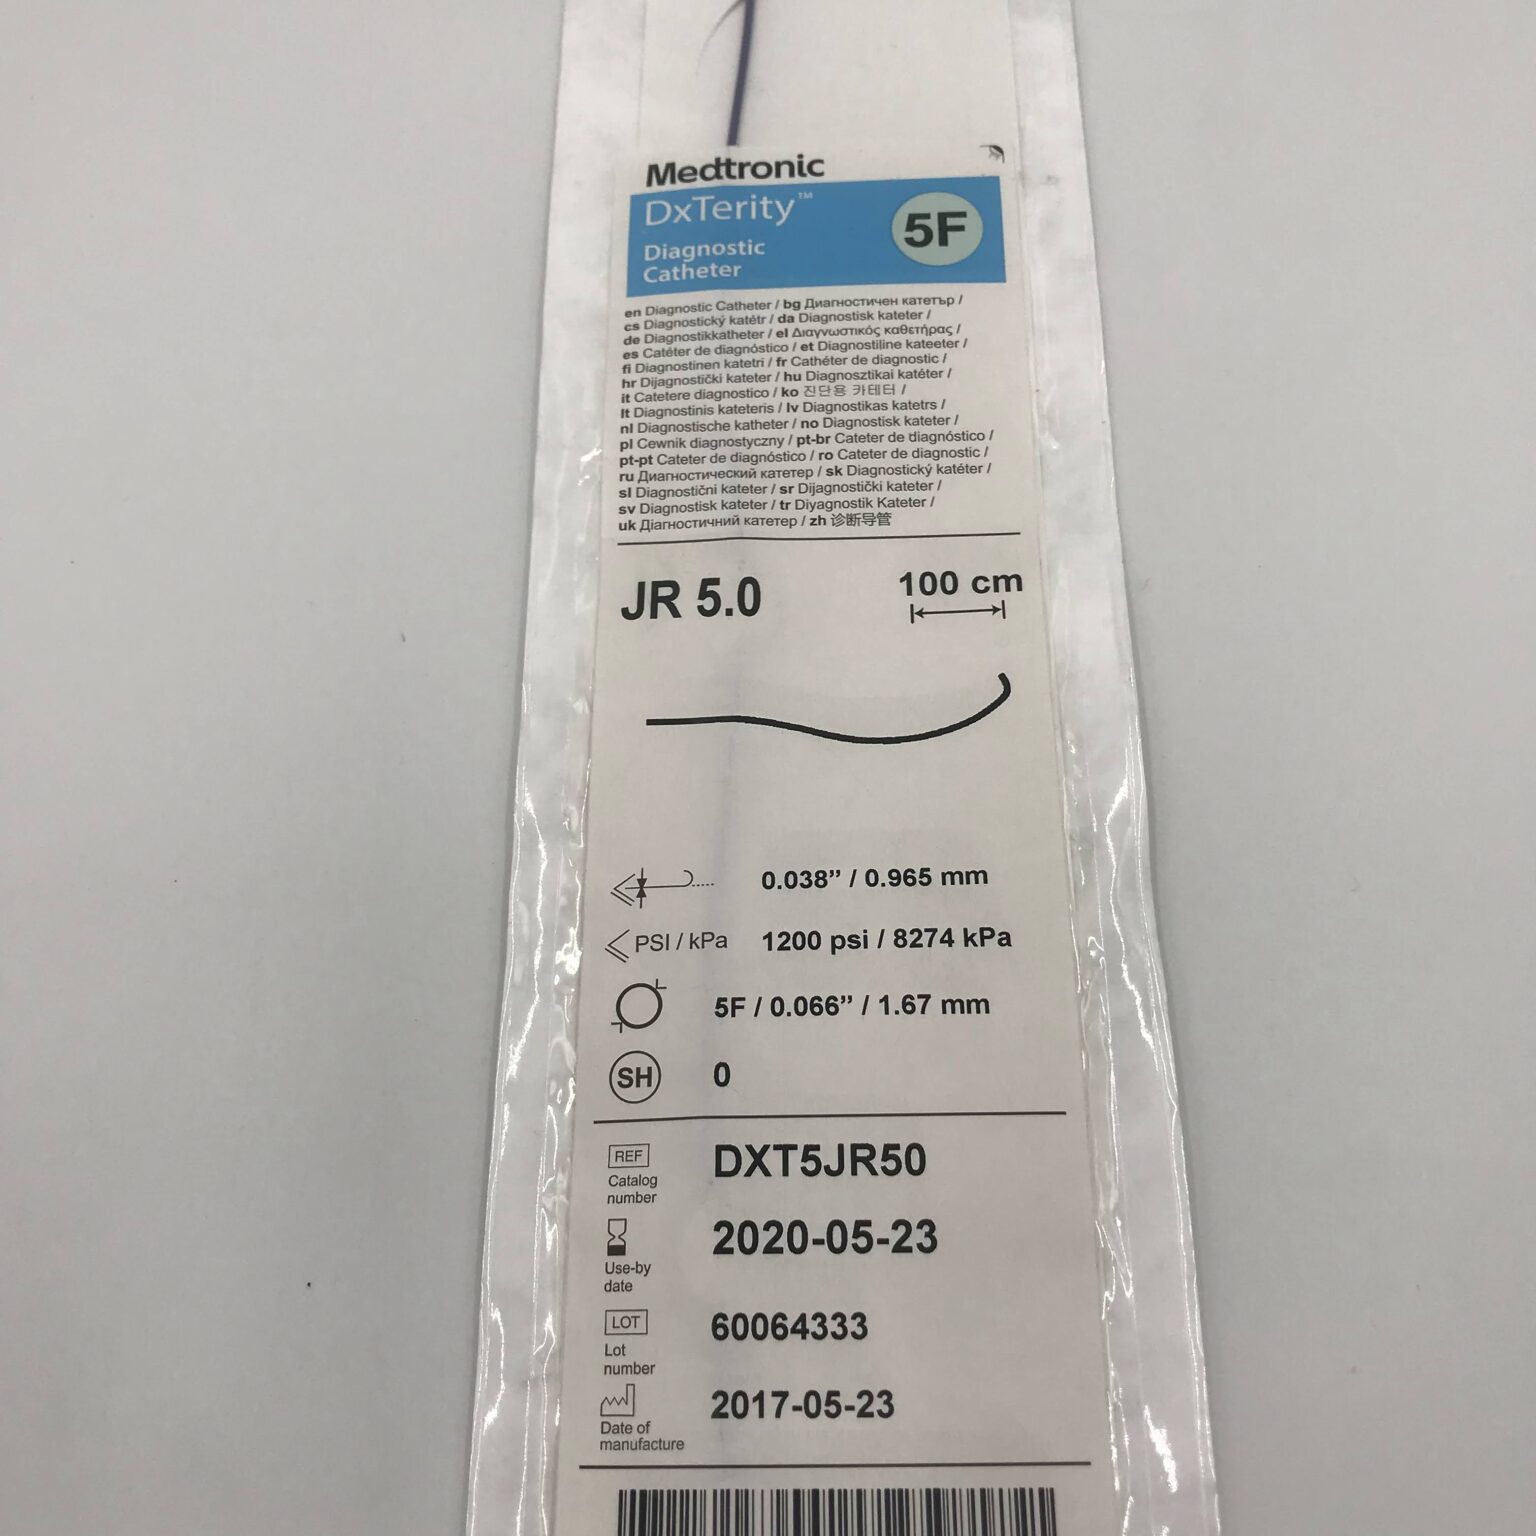 Medtronic
DxTerity™
Diagnostic
Catheter
5F
en Diagnostic Catheter / bg Диагностичен катетър /
cs Diagnostický katétr / da Diagnostisk kateter /
de Diagnostikkatheter / el Διαγνωστικός καθετήρας /
es Catéter de diagnóstico / et Diagnostiline kateeter /
fi Diagnostinen katetri / fr Cathéter de diagnostic /
hr Dijagnostički kateter / hu Diagnosztikai katéter /
it Catetere diagnostico / ko 진단용 카테터 /
lt Diagnostinis kateteris / lv Diagnostikas katetrs /
nl Diagnostische katheter / no Diagnostisk kateter /
pl Cewnik diagnostyczny / pt-br Cateter de diagnóstico /
pt-pt Cateter de diagnóstico / ro Cateter de diagnostic /
ru Диагностический катетер / sk Diagnostický katéter /
sl Diagnostični kateter / sr Dijagnostički kateter /
sv Diagnostisk kateter / tr Diyagnostik Kateter /
uk Діагностичний катетер / zh 诊断导管
JR 5.0
100 cm
0.038” / 0.965 mm
PSI / kPa 1200 psi / 8274 kPa
5F / 0.066” / 1.67 mm
SH 0
REF DXT5JR50
Catalog
number
2020-05-23
Use-by
date
LOT 60064333
Lot
number
2017-05-23
Date of
manufacture